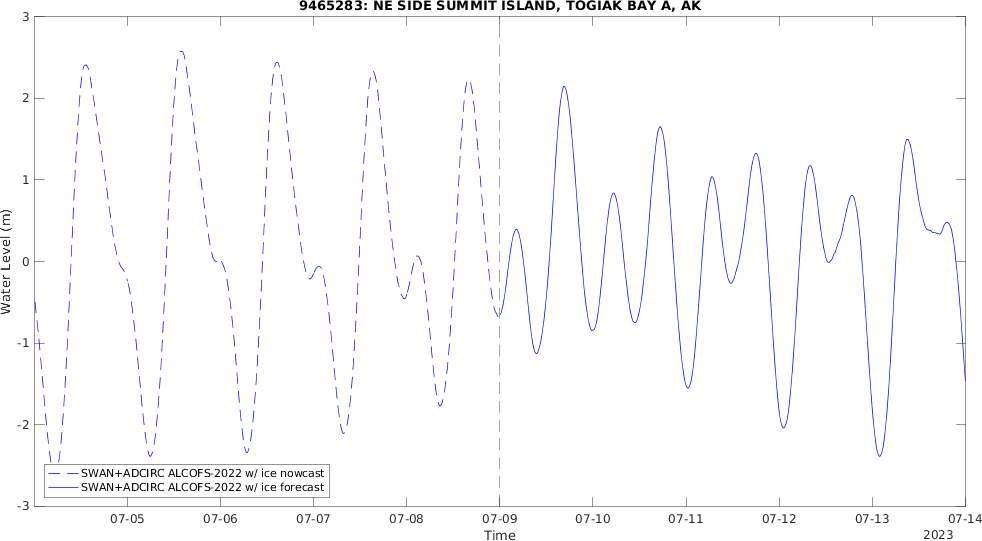 9465283: NE SIDE SUMMIT ISLAND, TOGIAK BAY A, AK
3
2
1
0
-1
-2
-3
Water Level (m)
SWAN+ADCIRC ALCOFS-2022 w/ ice nowcast
SWAN+ADCIRC ALCOFS-2022 w/ ice forecast
07-05 07-06 07-07 07-08 07-09 07-10 07-11 07-12 07-13 07-14
Time
2023